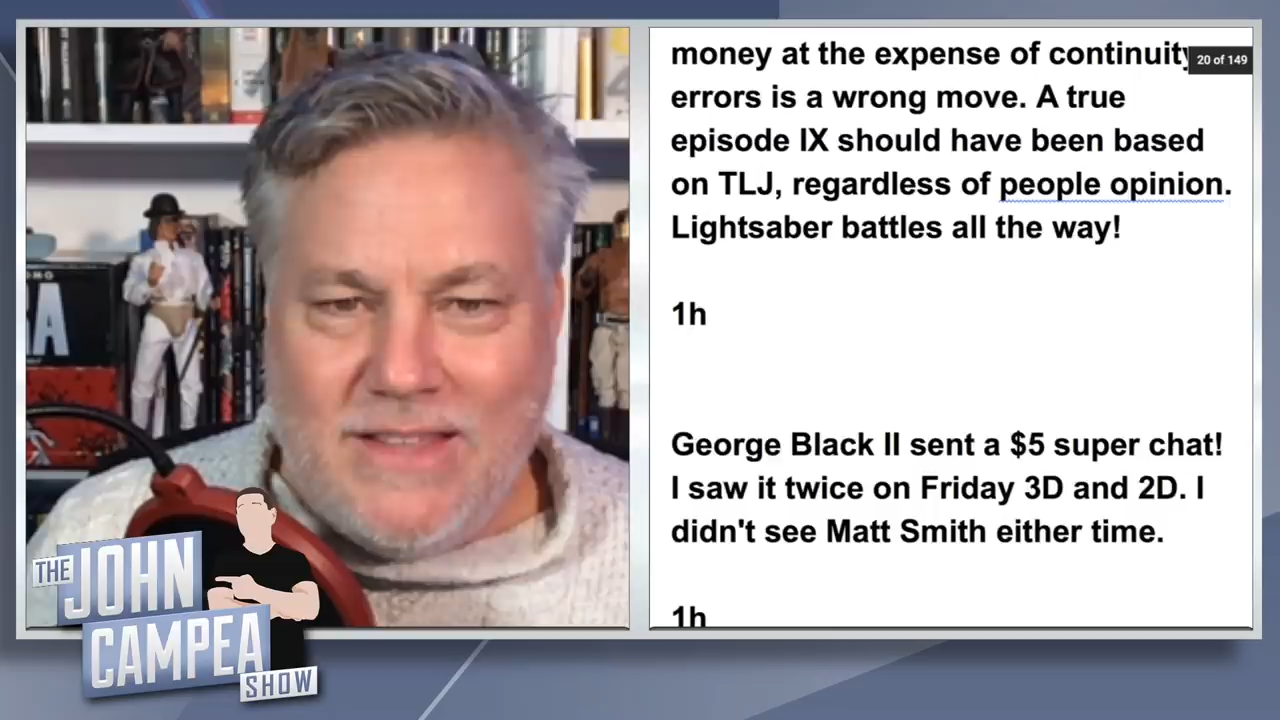 money at the expense of continuity
20 of 149
errors is a wrong move. A true
episode IX should have been based
on TLJ, regardless of people opinion.
Lightsaber battles all the way!
1h
George Black II sent a $5 super chat!
I saw it twice on Friday 3D and 2D. I
didn't see Matt Smith either time.
1h
THE
JOHN
CAMPEA
SHOW